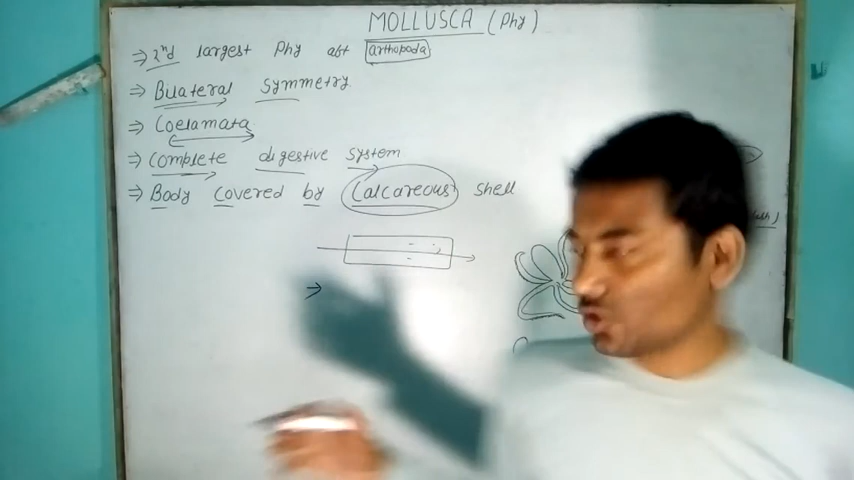 MOLLUSCA (Phy)
⇒ 2nd largest Phy aft arthopoda
⇒ Bilateral symmetry
⇒ Coelamata
⇒ Complete digestive system
⇒ Body covered by Calcareous shell